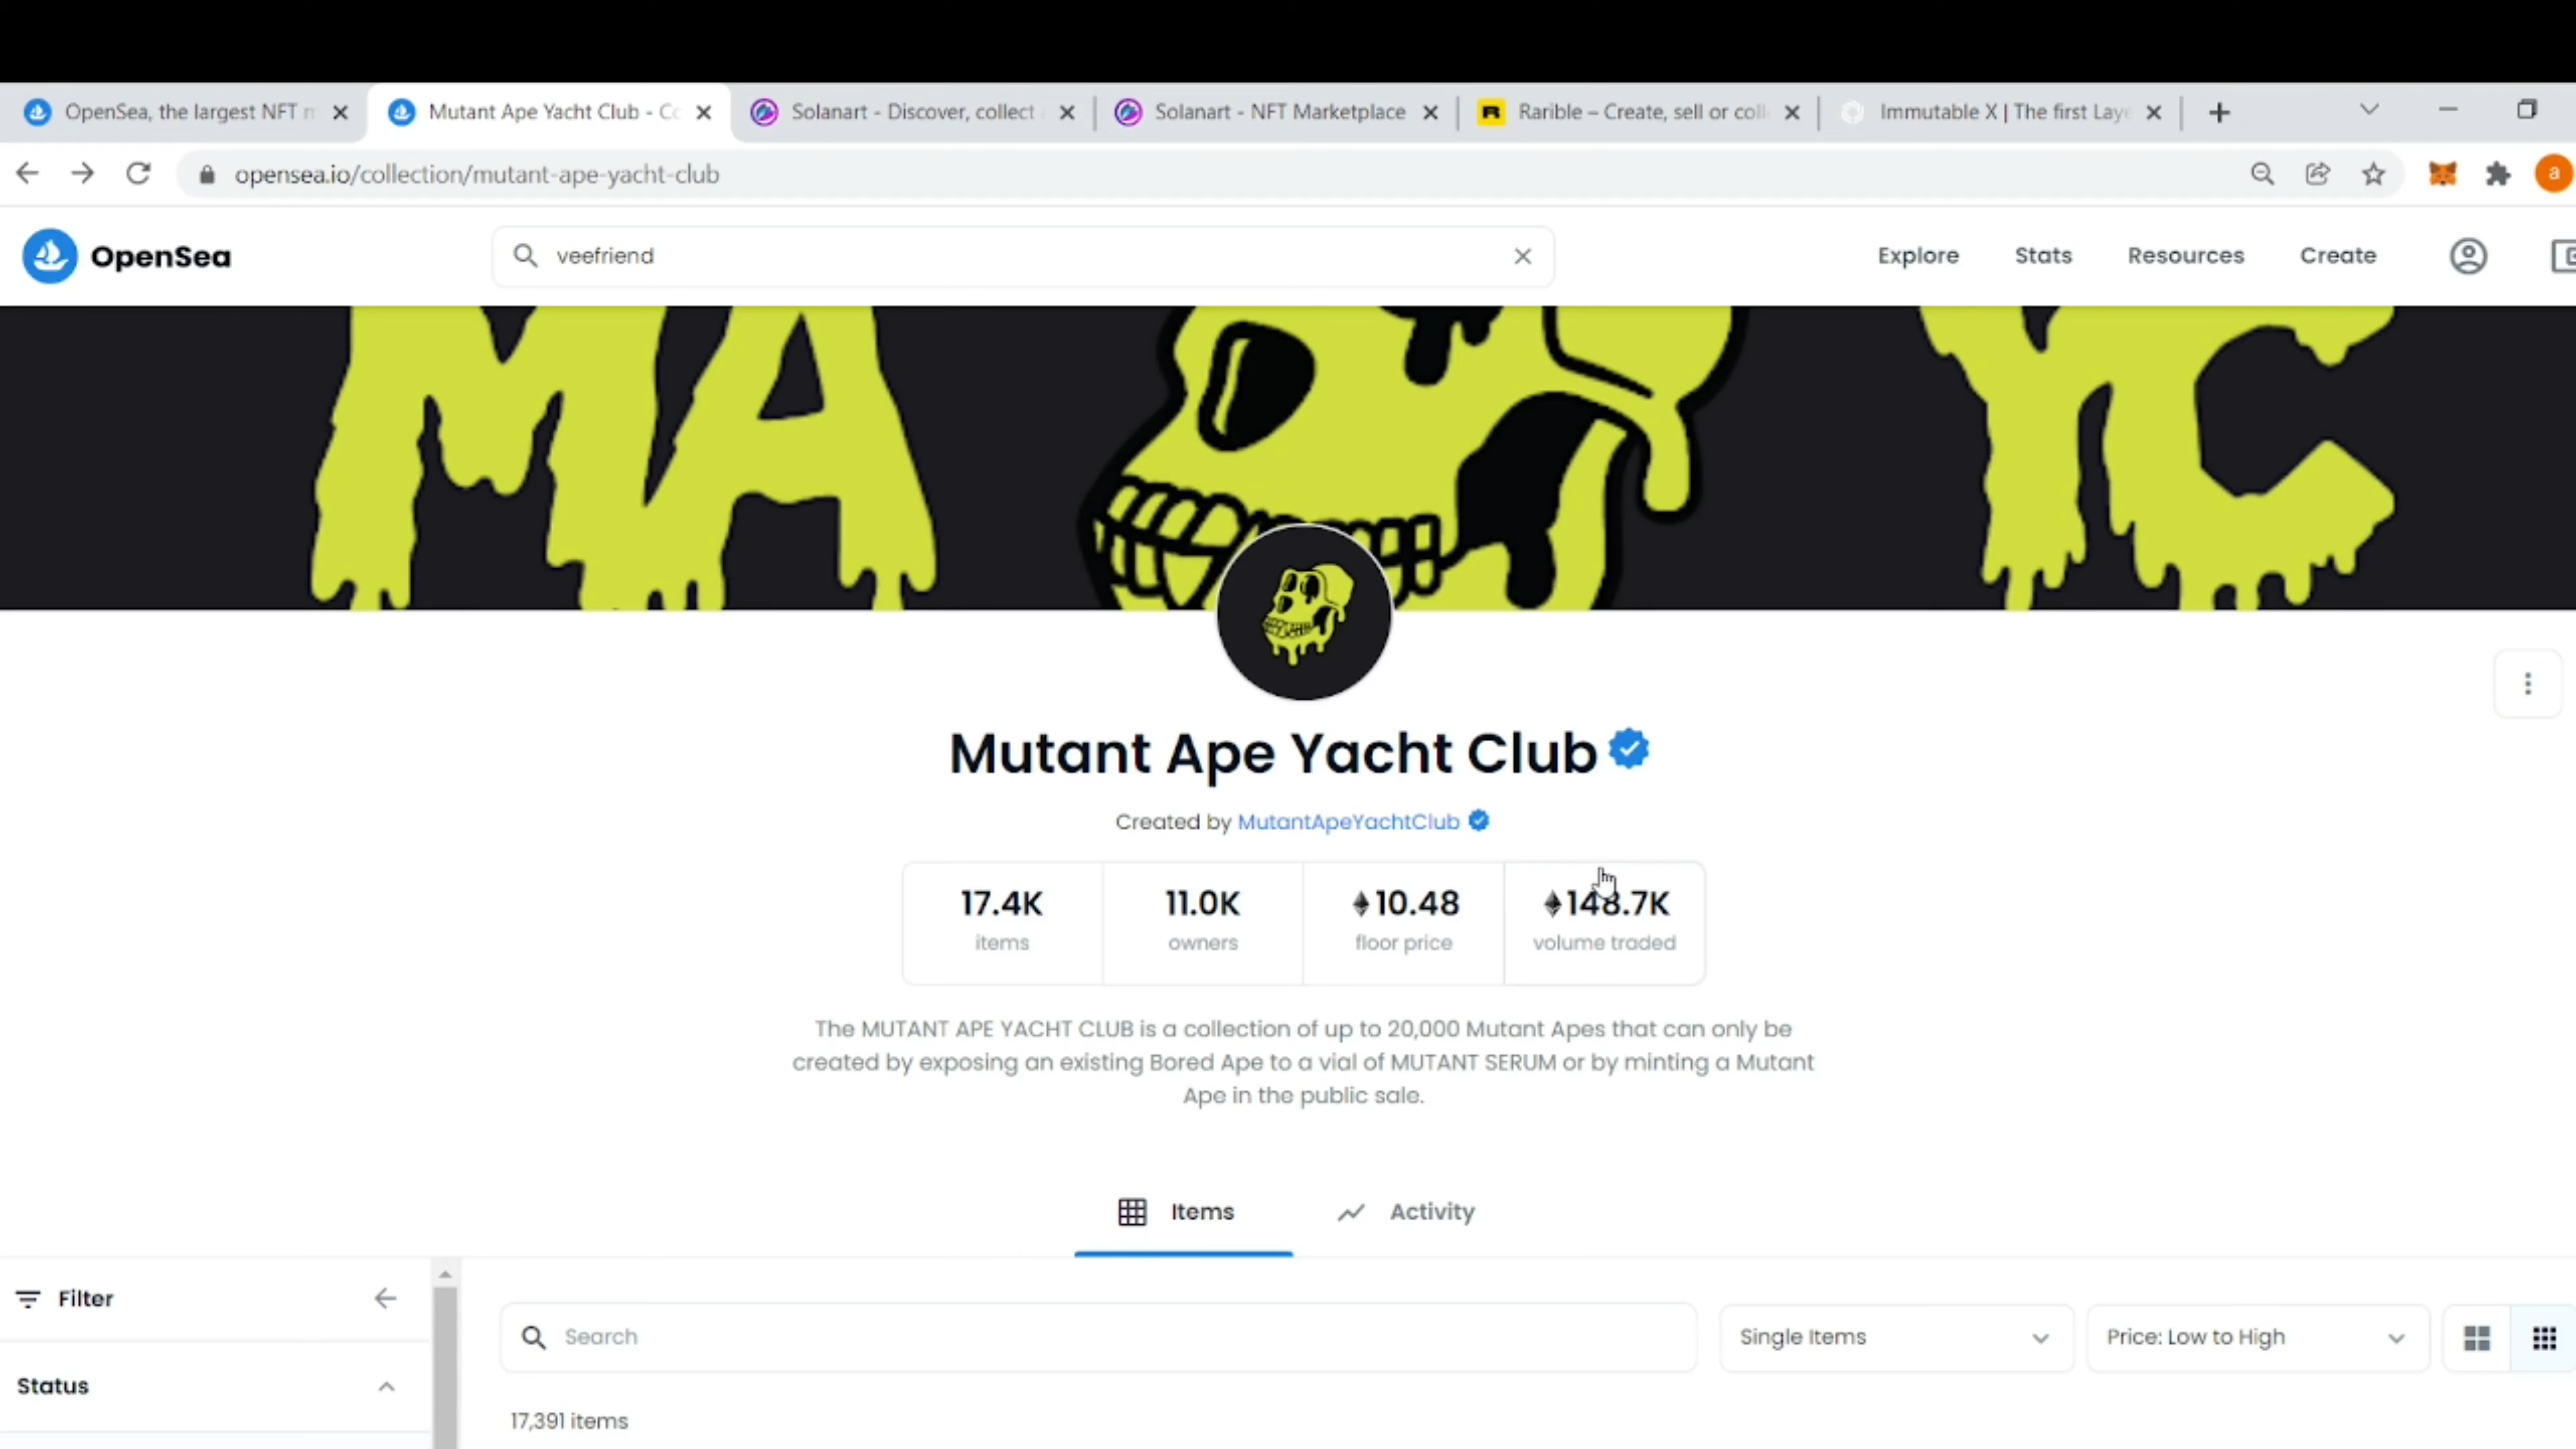 OpenSea, the largest NFT m
Mutant Ape Yacht Club - Co
Solanart - Discover, collect
Solanart - NFT Marketplace
Rarible – Create, sell or coll
Immutable X | The first Laye
opensea.io/collection/mutant-ape-yacht-club
a
OpenSea
veefriend
Explore
Stats
Resources
Create
MA YC
Mutant Ape Yacht Club
Created by MutantApeYachtClub
17.4K
items
11.0K
owners
10.48
floor price
148.7K
volume traded
The MUTANT APE YACHT CLUB is a collection of up to 20,000 Mutant Apes that can only be
created by exposing an existing Bored Ape to a vial of MUTANT SERUM or by minting a Mutant
Ape in the public sale.
Items
Activity
Filter
Search
Single Items
Price: Low to High
Status
17,391 items